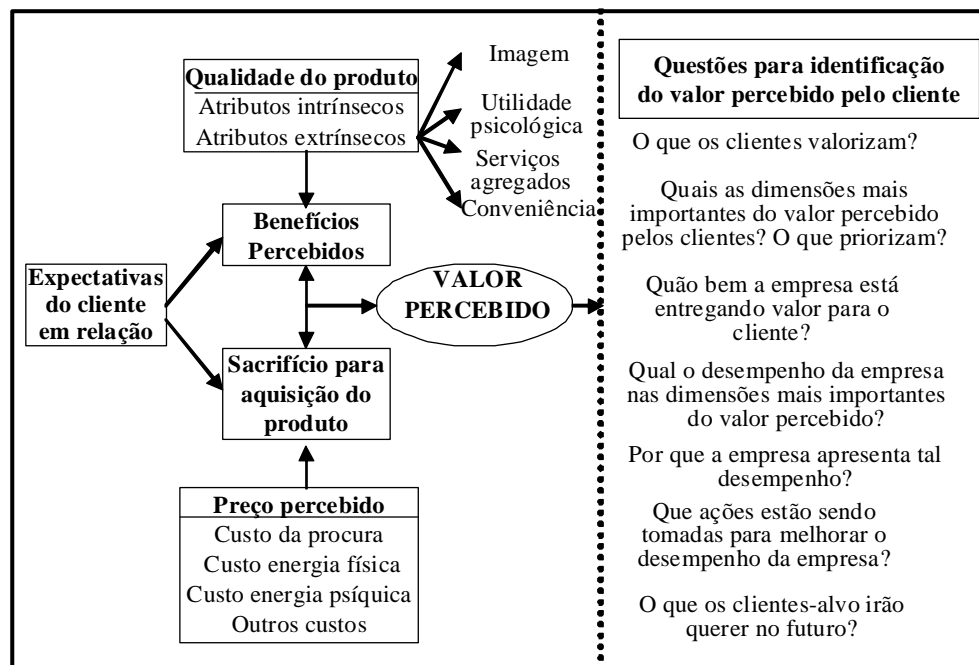 Qualidade do produto
Atributos intrínsecos
Atributos extrínsecos
Imagem
Utilidade
psicológica
Serviços
agregados
Conveniência
Benefícios
Percebidos
Expectativas
do cliente
em relação
VALOR
PERCEBIDO
Sacrifício para
aquisição do
produto
Preço percebido
Custo da procura
Custo energia física
Custo energia psíquica
Outros custos
Questões para identificação
do valor percebido pelo cliente
O que os clientes valorizam?
Quais as dimensões mais
importantes do valor percebido
pelos clientes? O que priorizam?
Quão bem a empresa está
entregando valor para o
cliente?
Qual o desempenho da empresa
nas dimensões mais importantes
do valor percebido?
Por que a empresa apresenta tal
desempenho?
Que ações estão sendo
tomadas para melhorar o
desempenho da empresa?
O que os clientes-alvo irão
querer no futuro?